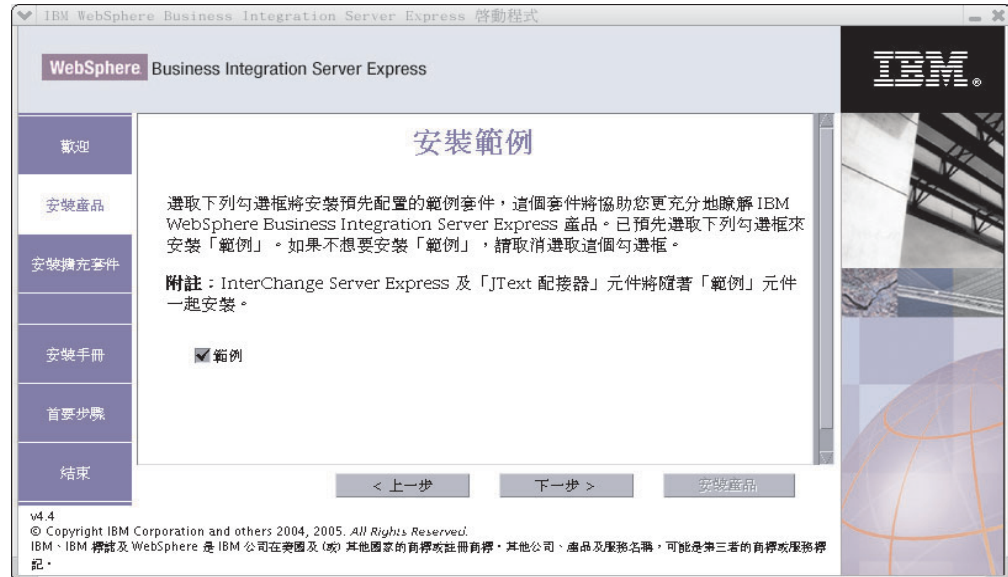 IBM WebSphere Business Integration Server Express 啓動程式
WebSphere. Business Integration Server Express
IBM®
歡迎
安裝產品
安裝擴充套件
安裝手冊
首要步驟
結束
安裝範例
選取下列勾選框將安裝預先配置的範例套件，這個套件將協助您更充分地瞭解 IBM
WebSphere Business Integration Server Express 產品。已預先選取下列勾選框來
安裝「範例」。如果不想要安裝「範例」，請取消選取這個勾選框。
附註：InterChange Server Express 及「JText 配接器」元件將隨著「範例」元件
一起安裝。
範例
< 上一步
下一步 >
安裝產品
v4.4
© Copyright IBM Corporation and others 2004, 2005. All Rights Reserved.
IBM、IBM 標誌及 WebSphere 是 IBM 公司在美國及 (或) 其他國家的商標或註冊商標。其他公司、產品及服務名稱，可能是第三者的商標或服務標
記。